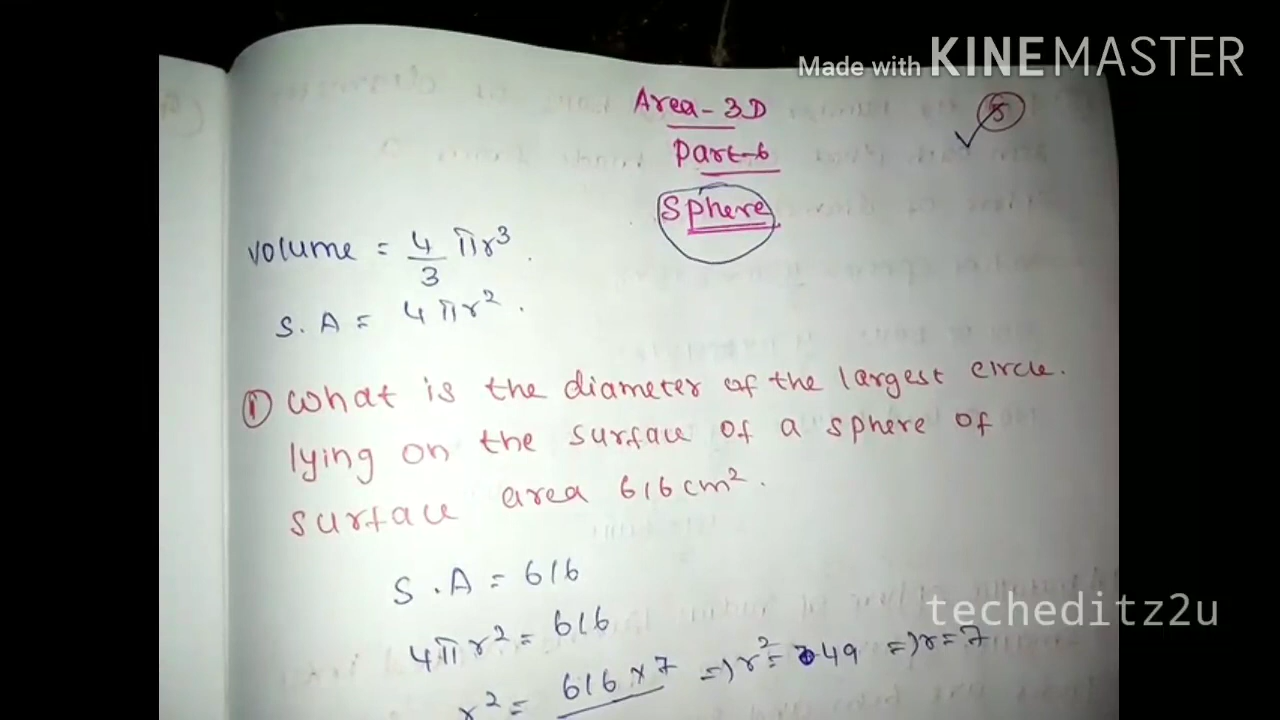 Made with KINEMASTER
Area - 3D
Part-6
Sphere
5
Volume = 4/3 πr³.
S.A = 4πr².
① What is the diameter of the largest circle.
lying on the surface of a sphere of
surface area 616 cm².
S.A = 616
techeditz2u
4πr² = 616
r² = 616 × 7 => r² = 49 => r = 7